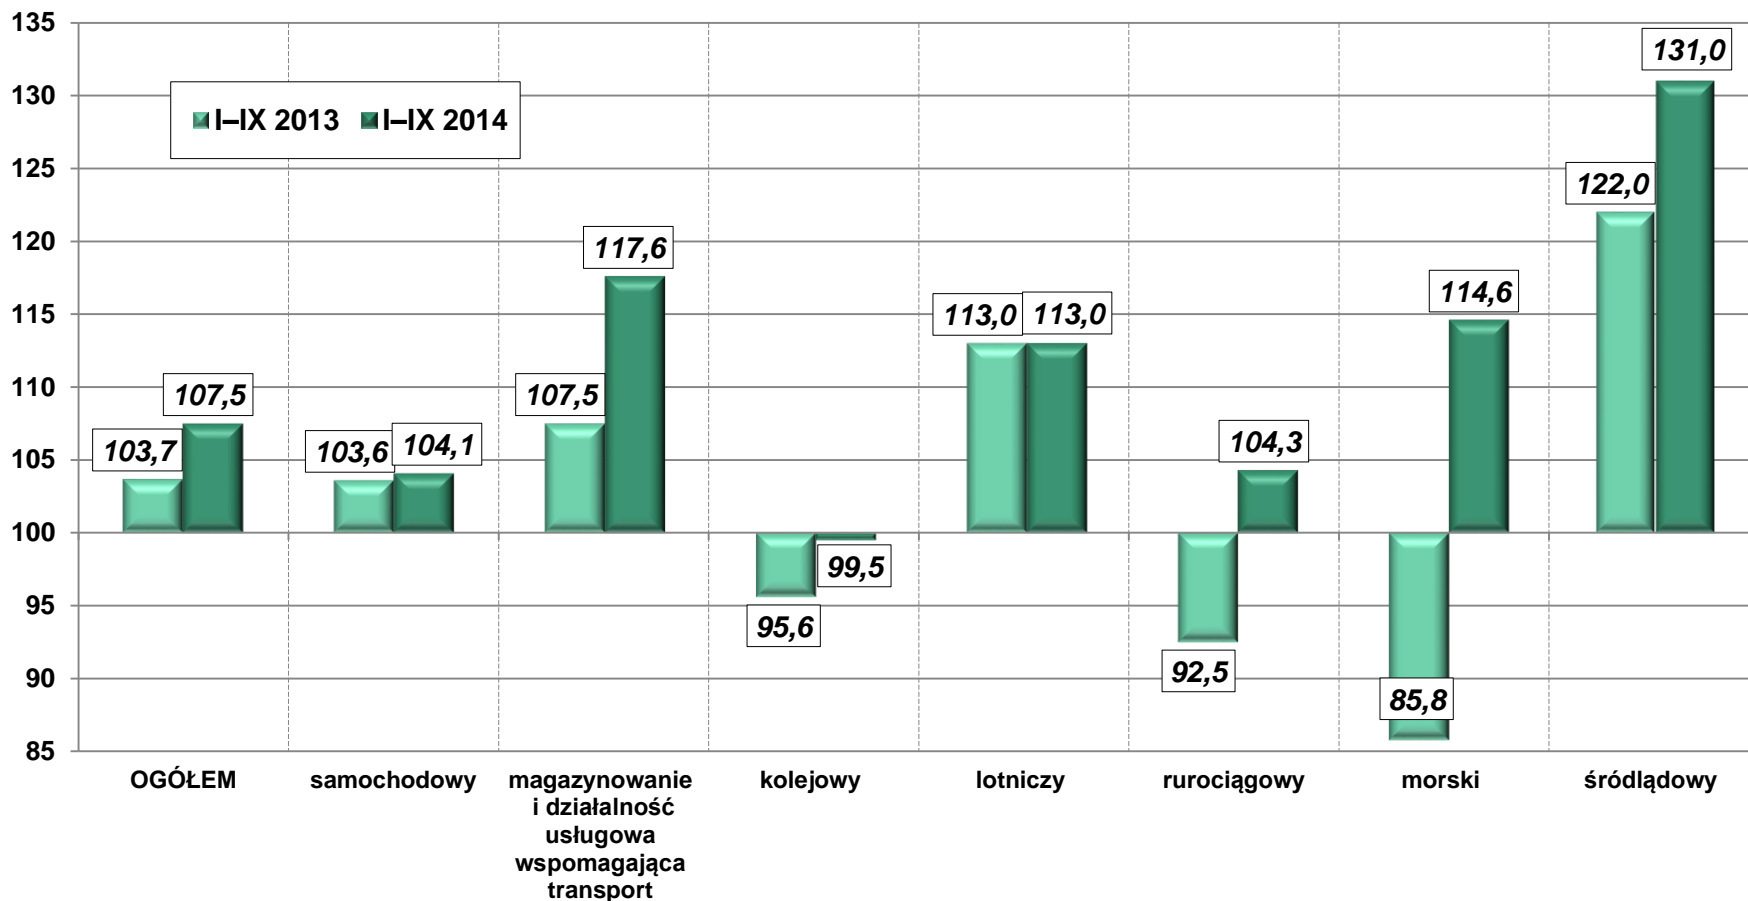 135
130
125
120
115
110
105
100
95
90
85
I–IX 2013 I–IX 2014
103,7
107,5
103,6
104,1
107,5
117,6
95,6
99,5
113,0
113,0
92,5
104,3
85,8
114,6
122,0
131,0
OGÓŁEM
samochodowy
magazynowanie
i działalność
usługowa
wspomagająca
transport
kolejowy
lotniczy
rurociągowy
morski
śródlądowy